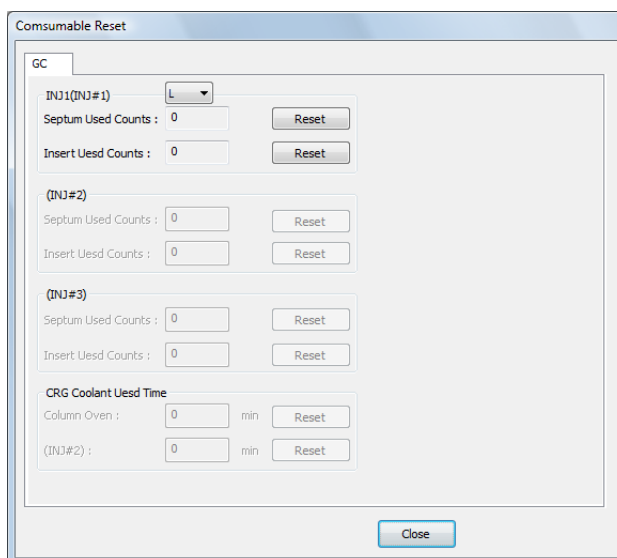 Comsumable Reset
GC
INJ1(INJ#1) L
Septum Used Counts : 0 Reset
Insert Uesd Counts : 0 Reset
(INJ#2)
Septum Used Counts : 0 Reset
Insert Uesd Counts : 0 Reset
(INJ#3)
Septum Used Counts : 0 Reset
Insert Uesd Counts : 0 Reset
CRG Coolant Uesd Time
Column Oven : 0 min Reset
(INJ#2) : 0 min Reset
Close